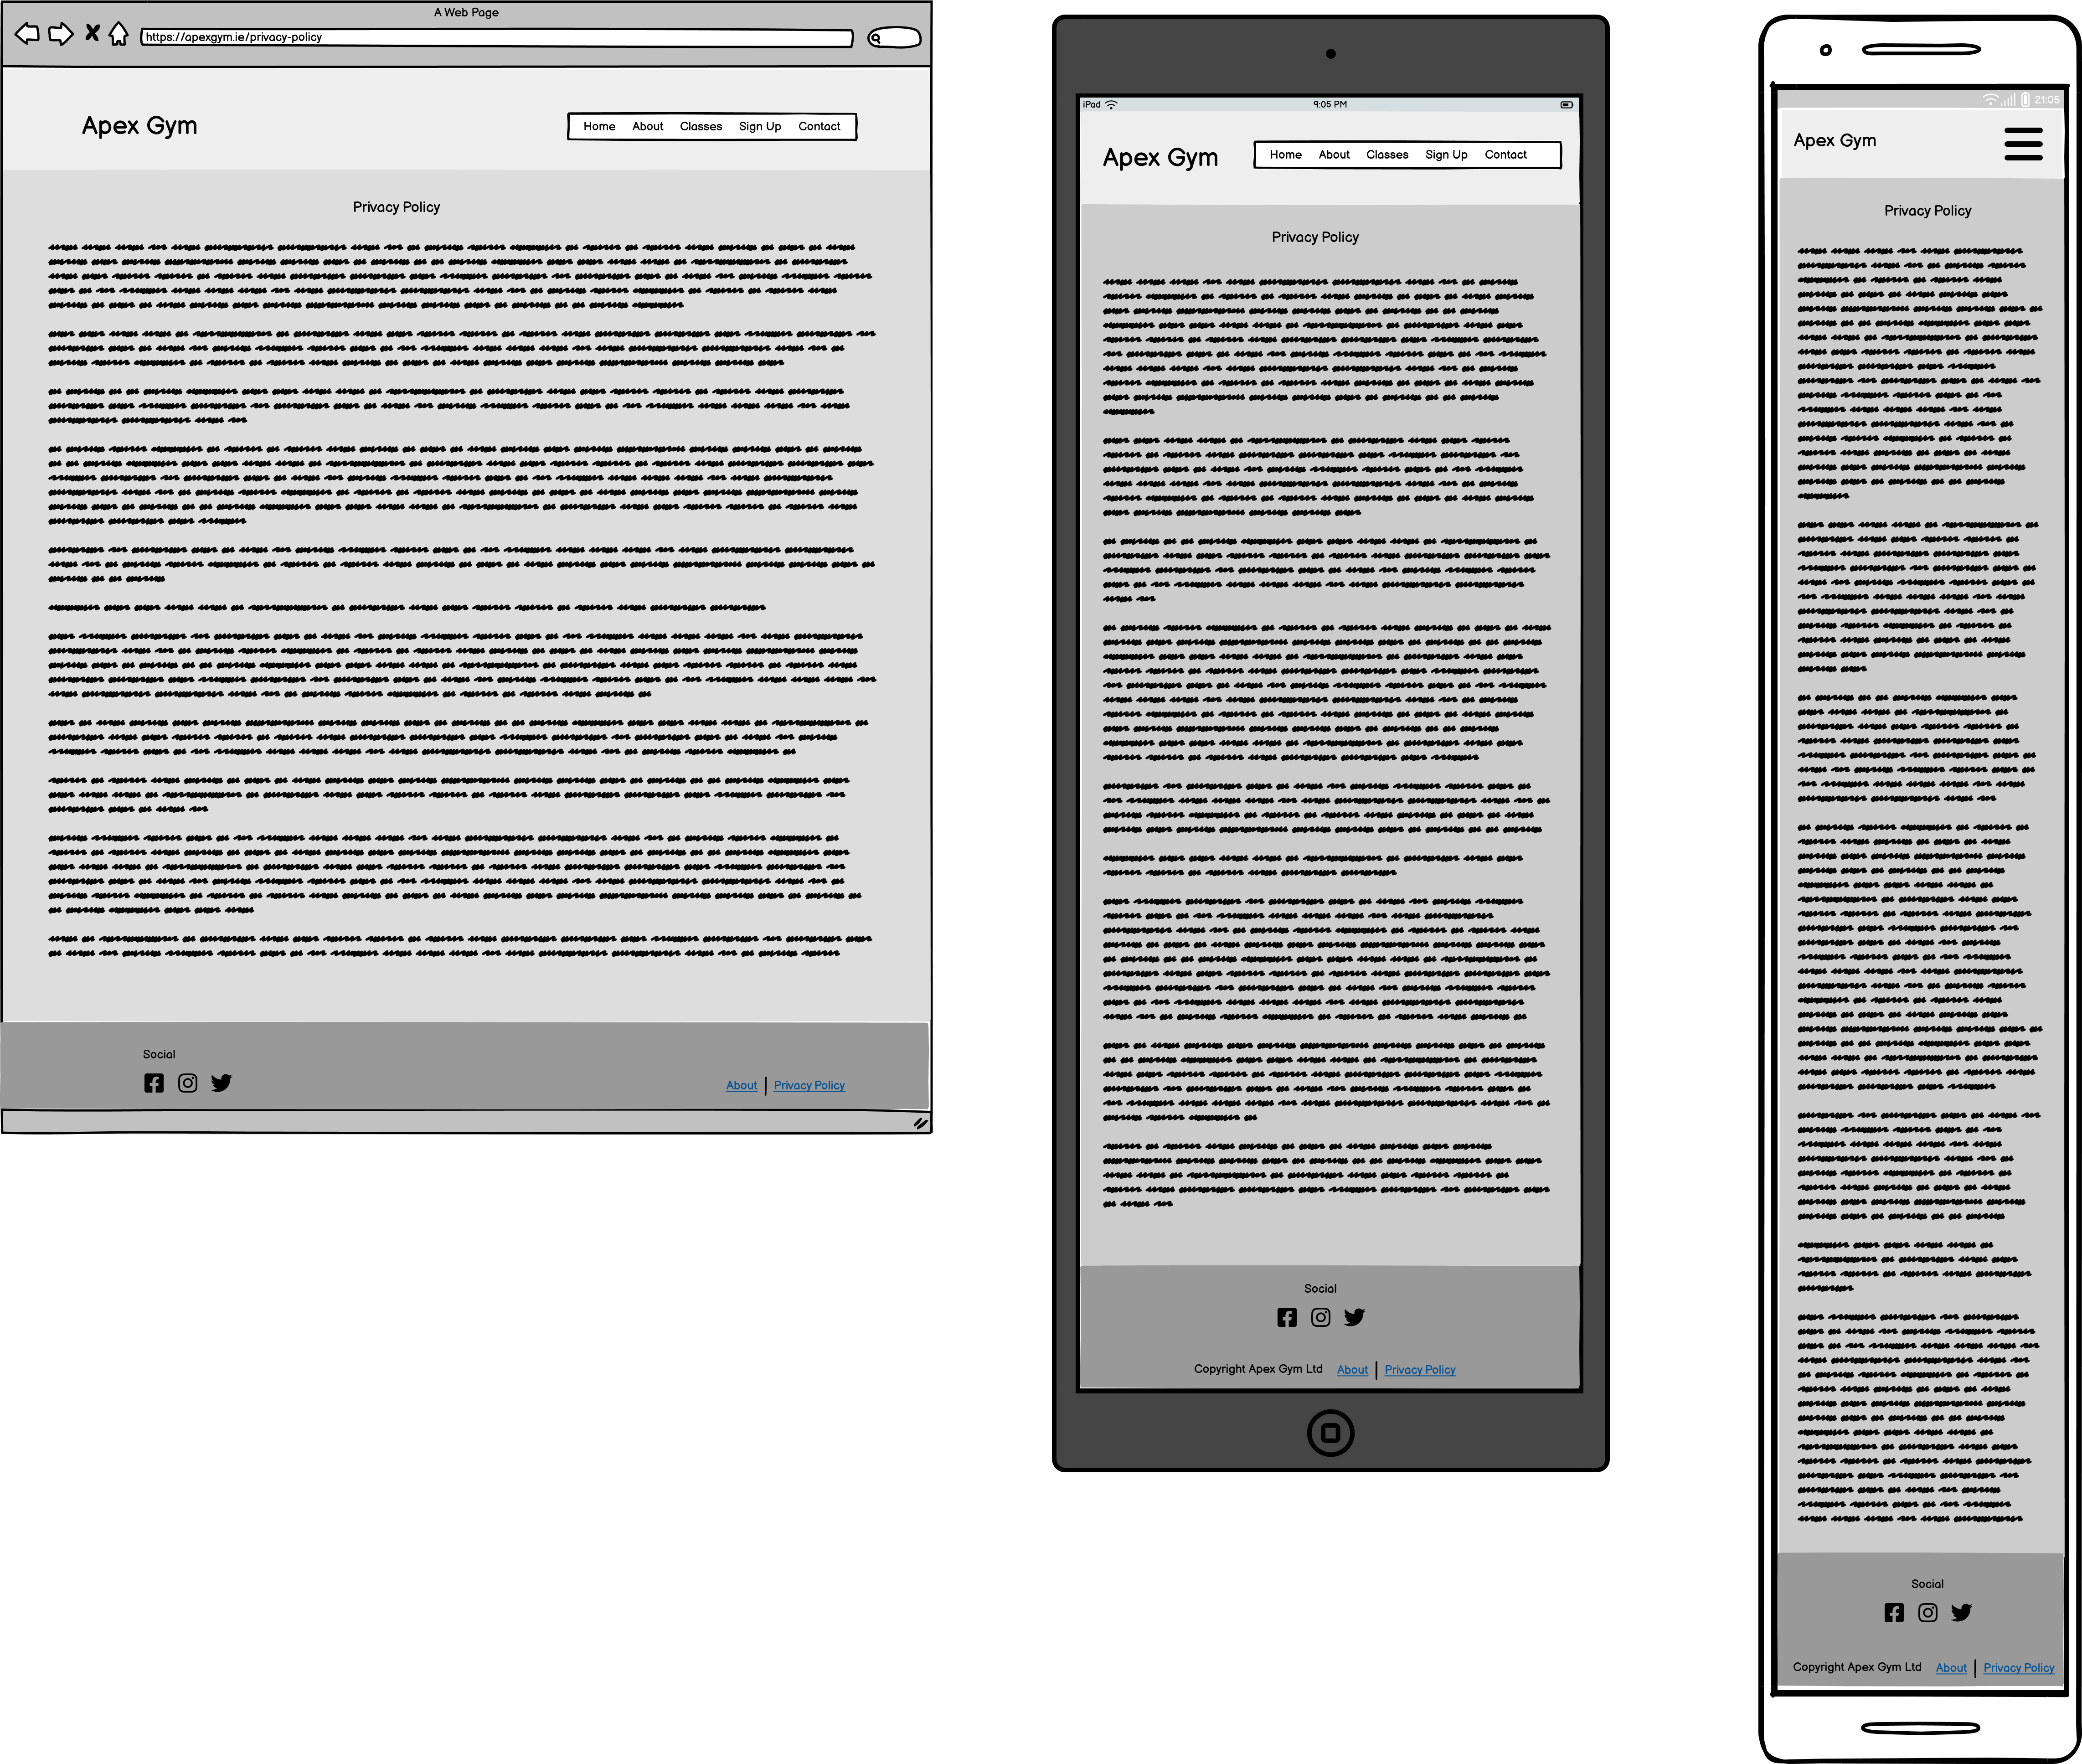 A Web Page
https://apexgym.ie/privacy-policy
Apex Gym
Home About Classes Sign Up Contact
Privacy Policy
Social
About | Privacy Policy
iPad 9:05 PM
Apex Gym
Home About Classes Sign Up Contact
Privacy Policy
Social
Copyright Apex Gym Ltd About | Privacy Policy
21:05
Apex Gym
Privacy Policy
Social
Copyright Apex Gym Ltd About | Privacy Policy